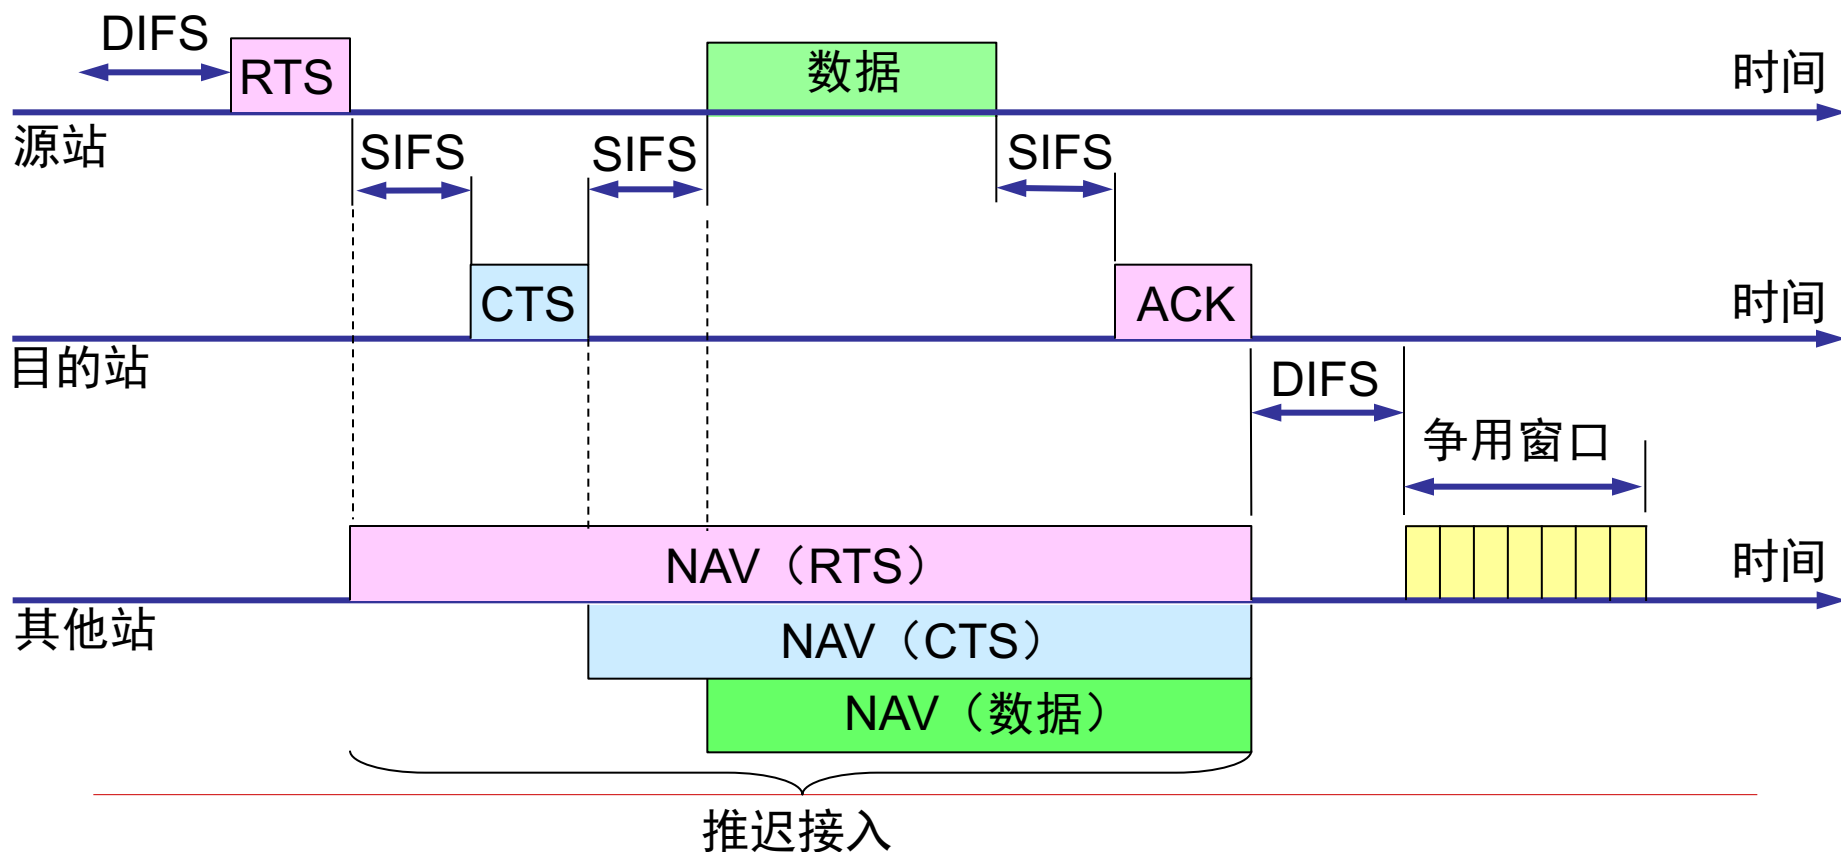 DIFS
RTS
数据
时间
源站
SIFS
SIFS
SIFS
CTS
ACK
时间
目的站
DIFS
争用窗口
NAV（RTS）
时间
其他站
NAV（CTS）
NAV（数据）
推迟接入